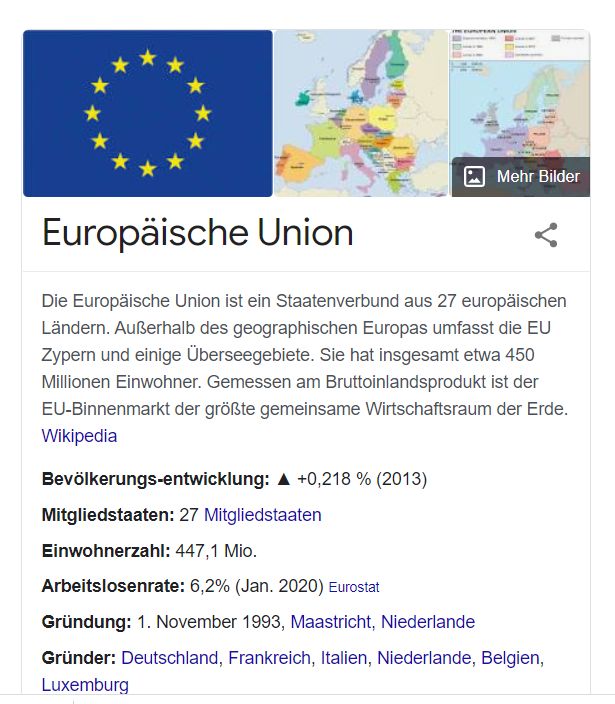 THE EUROPEAN UNION
Mehr Bilder
Europäische Union
Die Europäische Union ist ein Staatenverbund aus 27 europäischen
Ländern. Außerhalb des geographischen Europas umfasst die EU
Zypern und einige Überseegebiete. Sie hat insgesamt etwa 450
Millionen Einwohner. Gemessen am Bruttoinlandsprodukt ist der
EU-Binnenmarkt der größte gemeinsame Wirtschaftsraum der Erde.
Wikipedia
Bevölkerungs-entwicklung: ▲ +0,218 % (2013)
Mitgliedstaaten: 27 Mitgliedstaaten
Einwohnerzahl: 447,1 Mio.
Arbeitslosenrate: 6,2% (Jan. 2020) Eurostat
Gründung: 1. November 1993, Maastricht, Niederlande
Gründer: Deutschland, Frankreich, Italien, Niederlande, Belgien,
Luxemburg